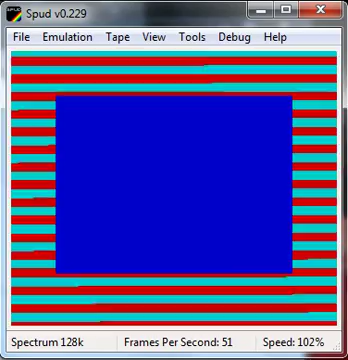 Spud v0.229
File Emulation Tape View Tools Debug Help
Spectrum 128k Frames Per Second: 51 Speed: 102%